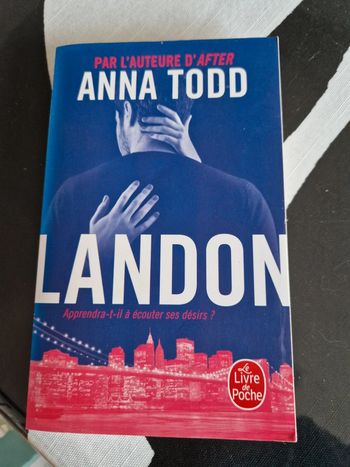 PAR L'AUTEURE D'AFTER
ANNA TODD
LANDON
Apprendra-t-il à écouter ses désirs ?
Le
Livre
de
Poche